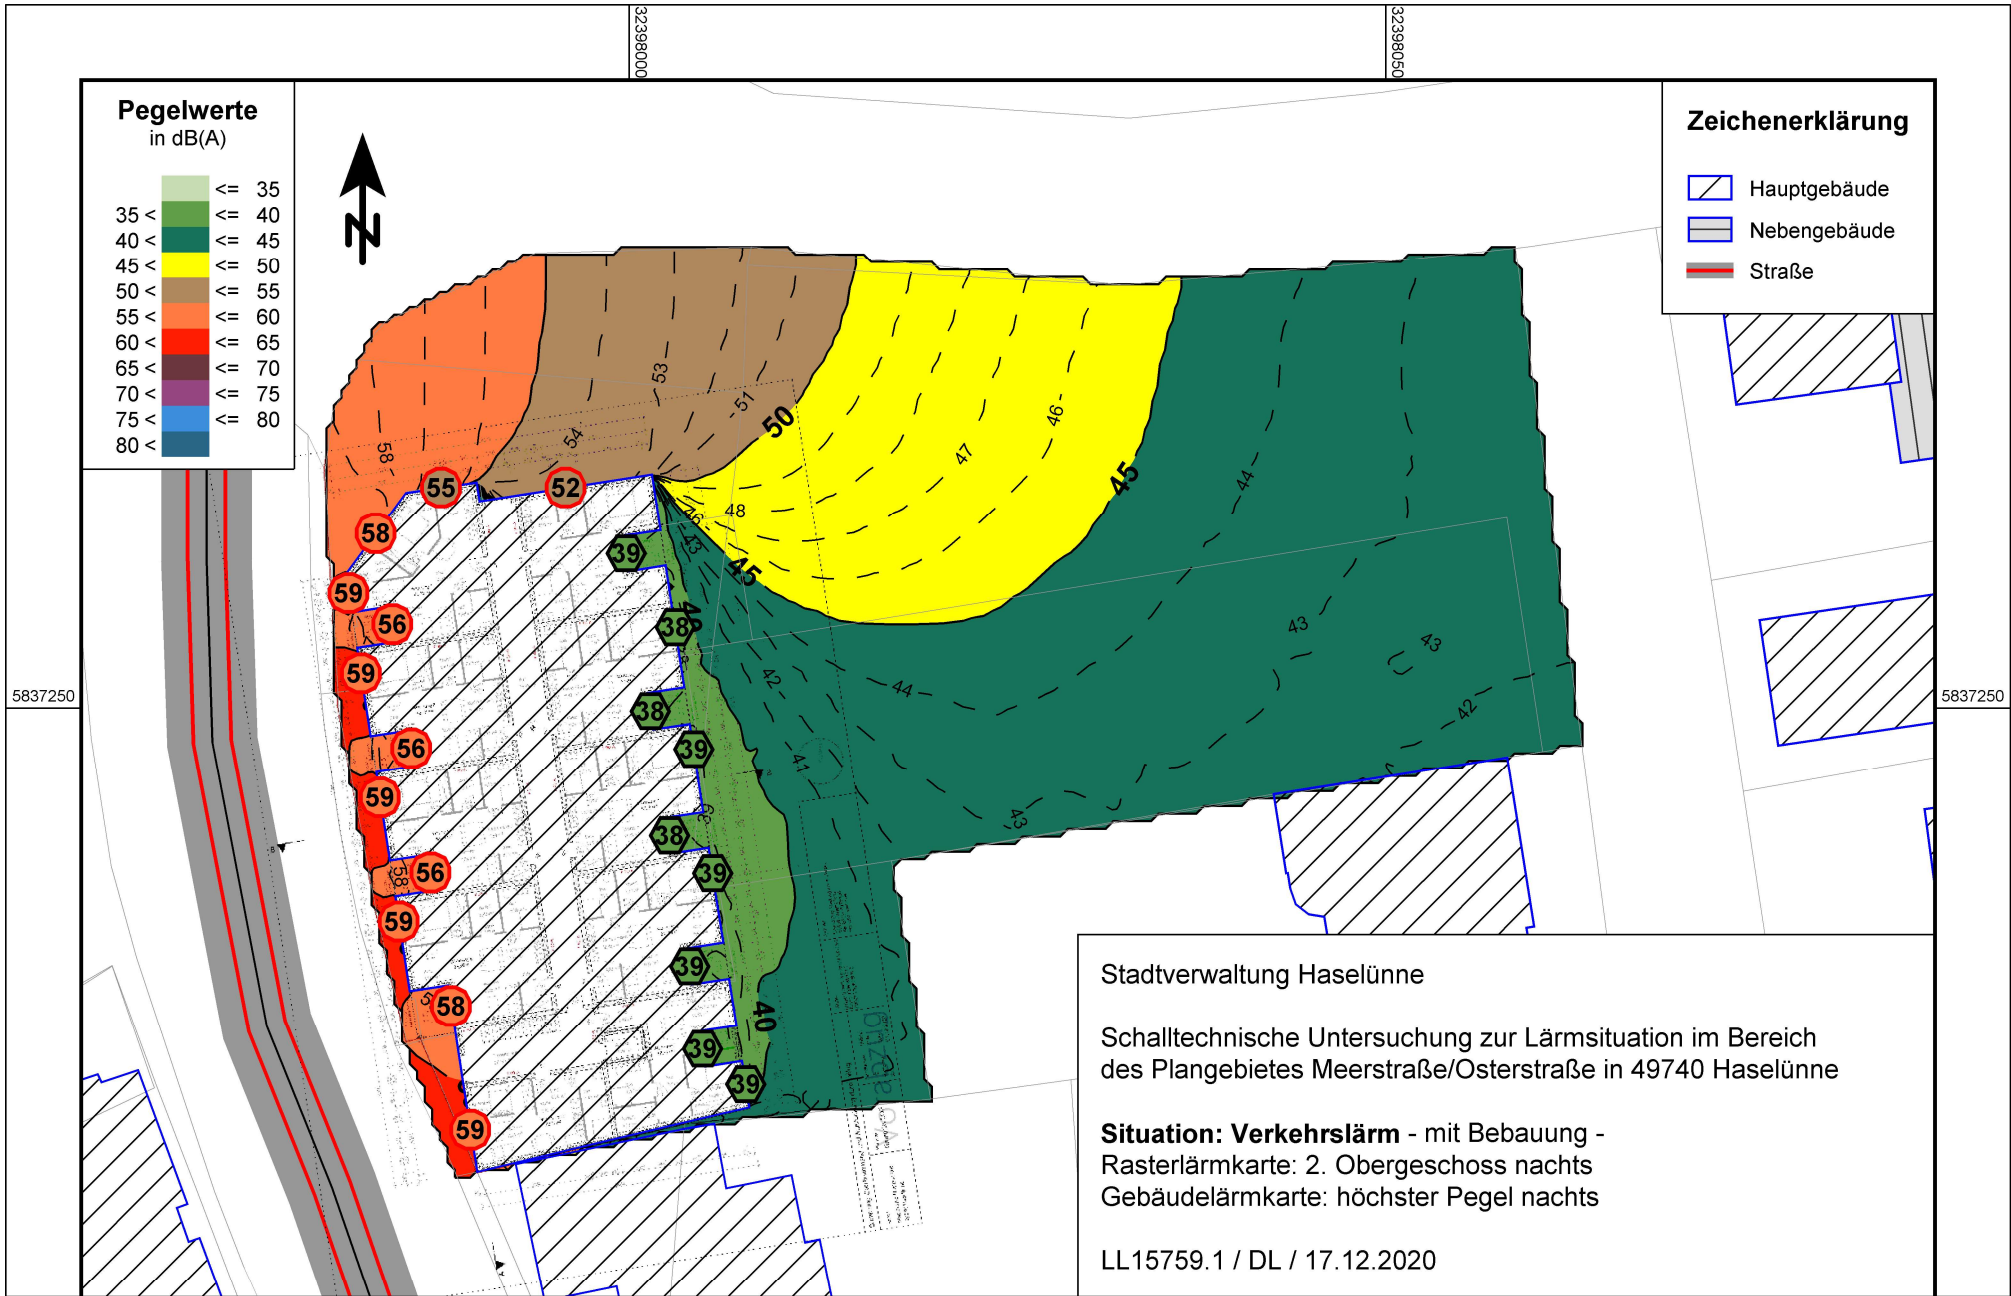 32398000
32398050
Pegelwerte
in dB(A)
<= 35
35 < <= 40
40 < <= 45
45 < <= 50
50 < <= 55
55 < <= 60
60 < <= 65
65 < <= 70
70 < <= 75
75 < <= 80
80 <
N
Zeichenerklärung
Hauptgebäude
Nebengebäude
Straße
5837250
5837250
53
51
50
54
58
46
47
45
44
48
46
43
45
55
52
58
59
56
59
56
59
56
58
59
58
59
39
38
38
39
38
39
39
39
39
39
40
42
41
44
43
43
42
43
Stadtverwaltung Haselünne
Schalltechnische Untersuchung zur Lärmsituation im Bereich
des Plangebietes Meerstraße/Osterstraße in 49740 Haselünne
Situation: Verkehrslärm - mit Bebauung -
Rasterlärmkarte: 2. Obergeschoss nachts
Gebäudelärmkarte: höchster Pegel nachts
LL15759.1 / DL / 17.12.2020